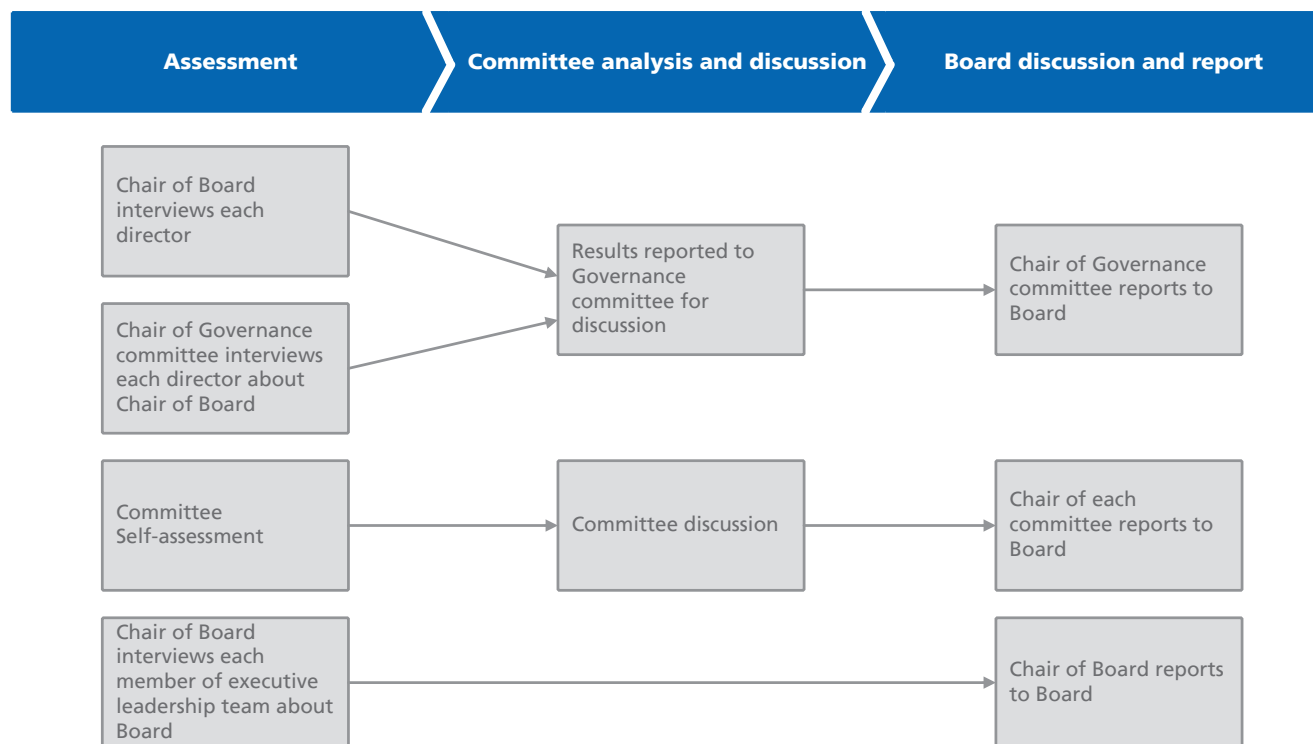 Assessment
Committee analysis and discussion
Board discussion and report
Chair of Board
interviews each
director
Chair of Governance
committee interviews
each director about
Chair of Board
Results reported to
Governance
committee for
discussion
Chair of Governance
committee reports to
Board
Committee
Self-assessment
Committee discussion
Chair of each
committee reports to
Board
Chair of Board
interviews each
member of executive
leadership team about
Board
Chair of Board reports
to Board